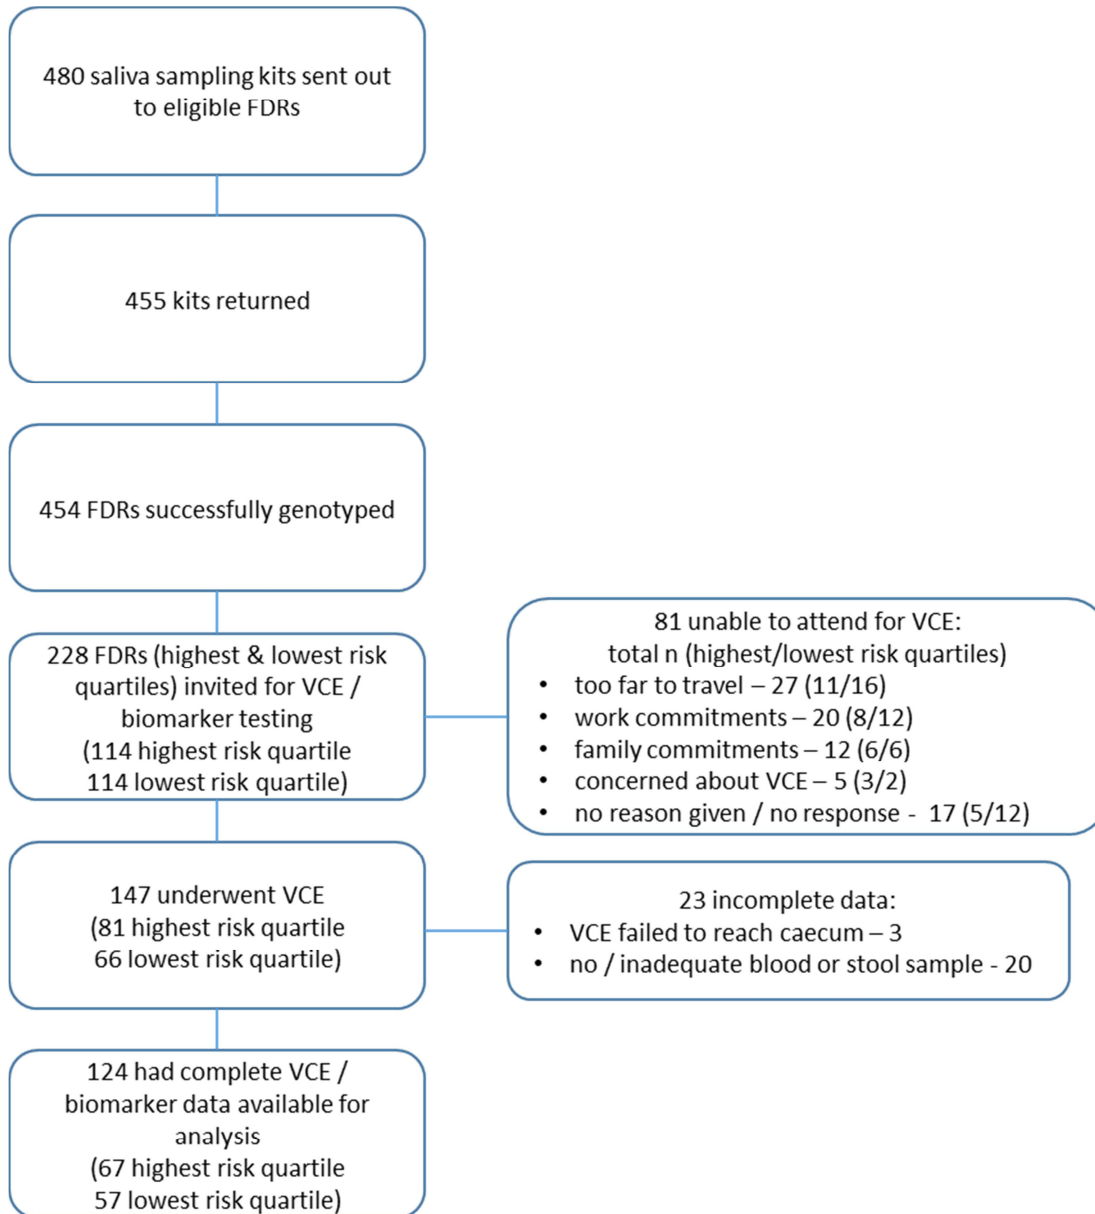 480 saliva sampling kits sent out
to eligible FDRs
455 kits returned
454 FDRs successfully genotyped
228 FDRs (highest & lowest risk
quartiles) invited for VCE /
biomarker testing
(114 highest risk quartile
114 lowest risk quartile)
81 unable to attend for VCE:
total n (highest/lowest risk quartiles)
• too far to travel – 27 (11/16)
• work commitments – 20 (8/12)
• family commitments – 12 (6/6)
• concerned about VCE – 5 (3/2)
• no reason given / no response - 17 (5/12)
147 underwent VCE
(81 highest risk quartile
66 lowest risk quartile)
23 incomplete data:
• VCE failed to reach caecum – 3
• no / inadequate blood or stool sample - 20
124 had complete VCE /
biomarker data available for
analysis
(67 highest risk quartile
57 lowest risk quartile)